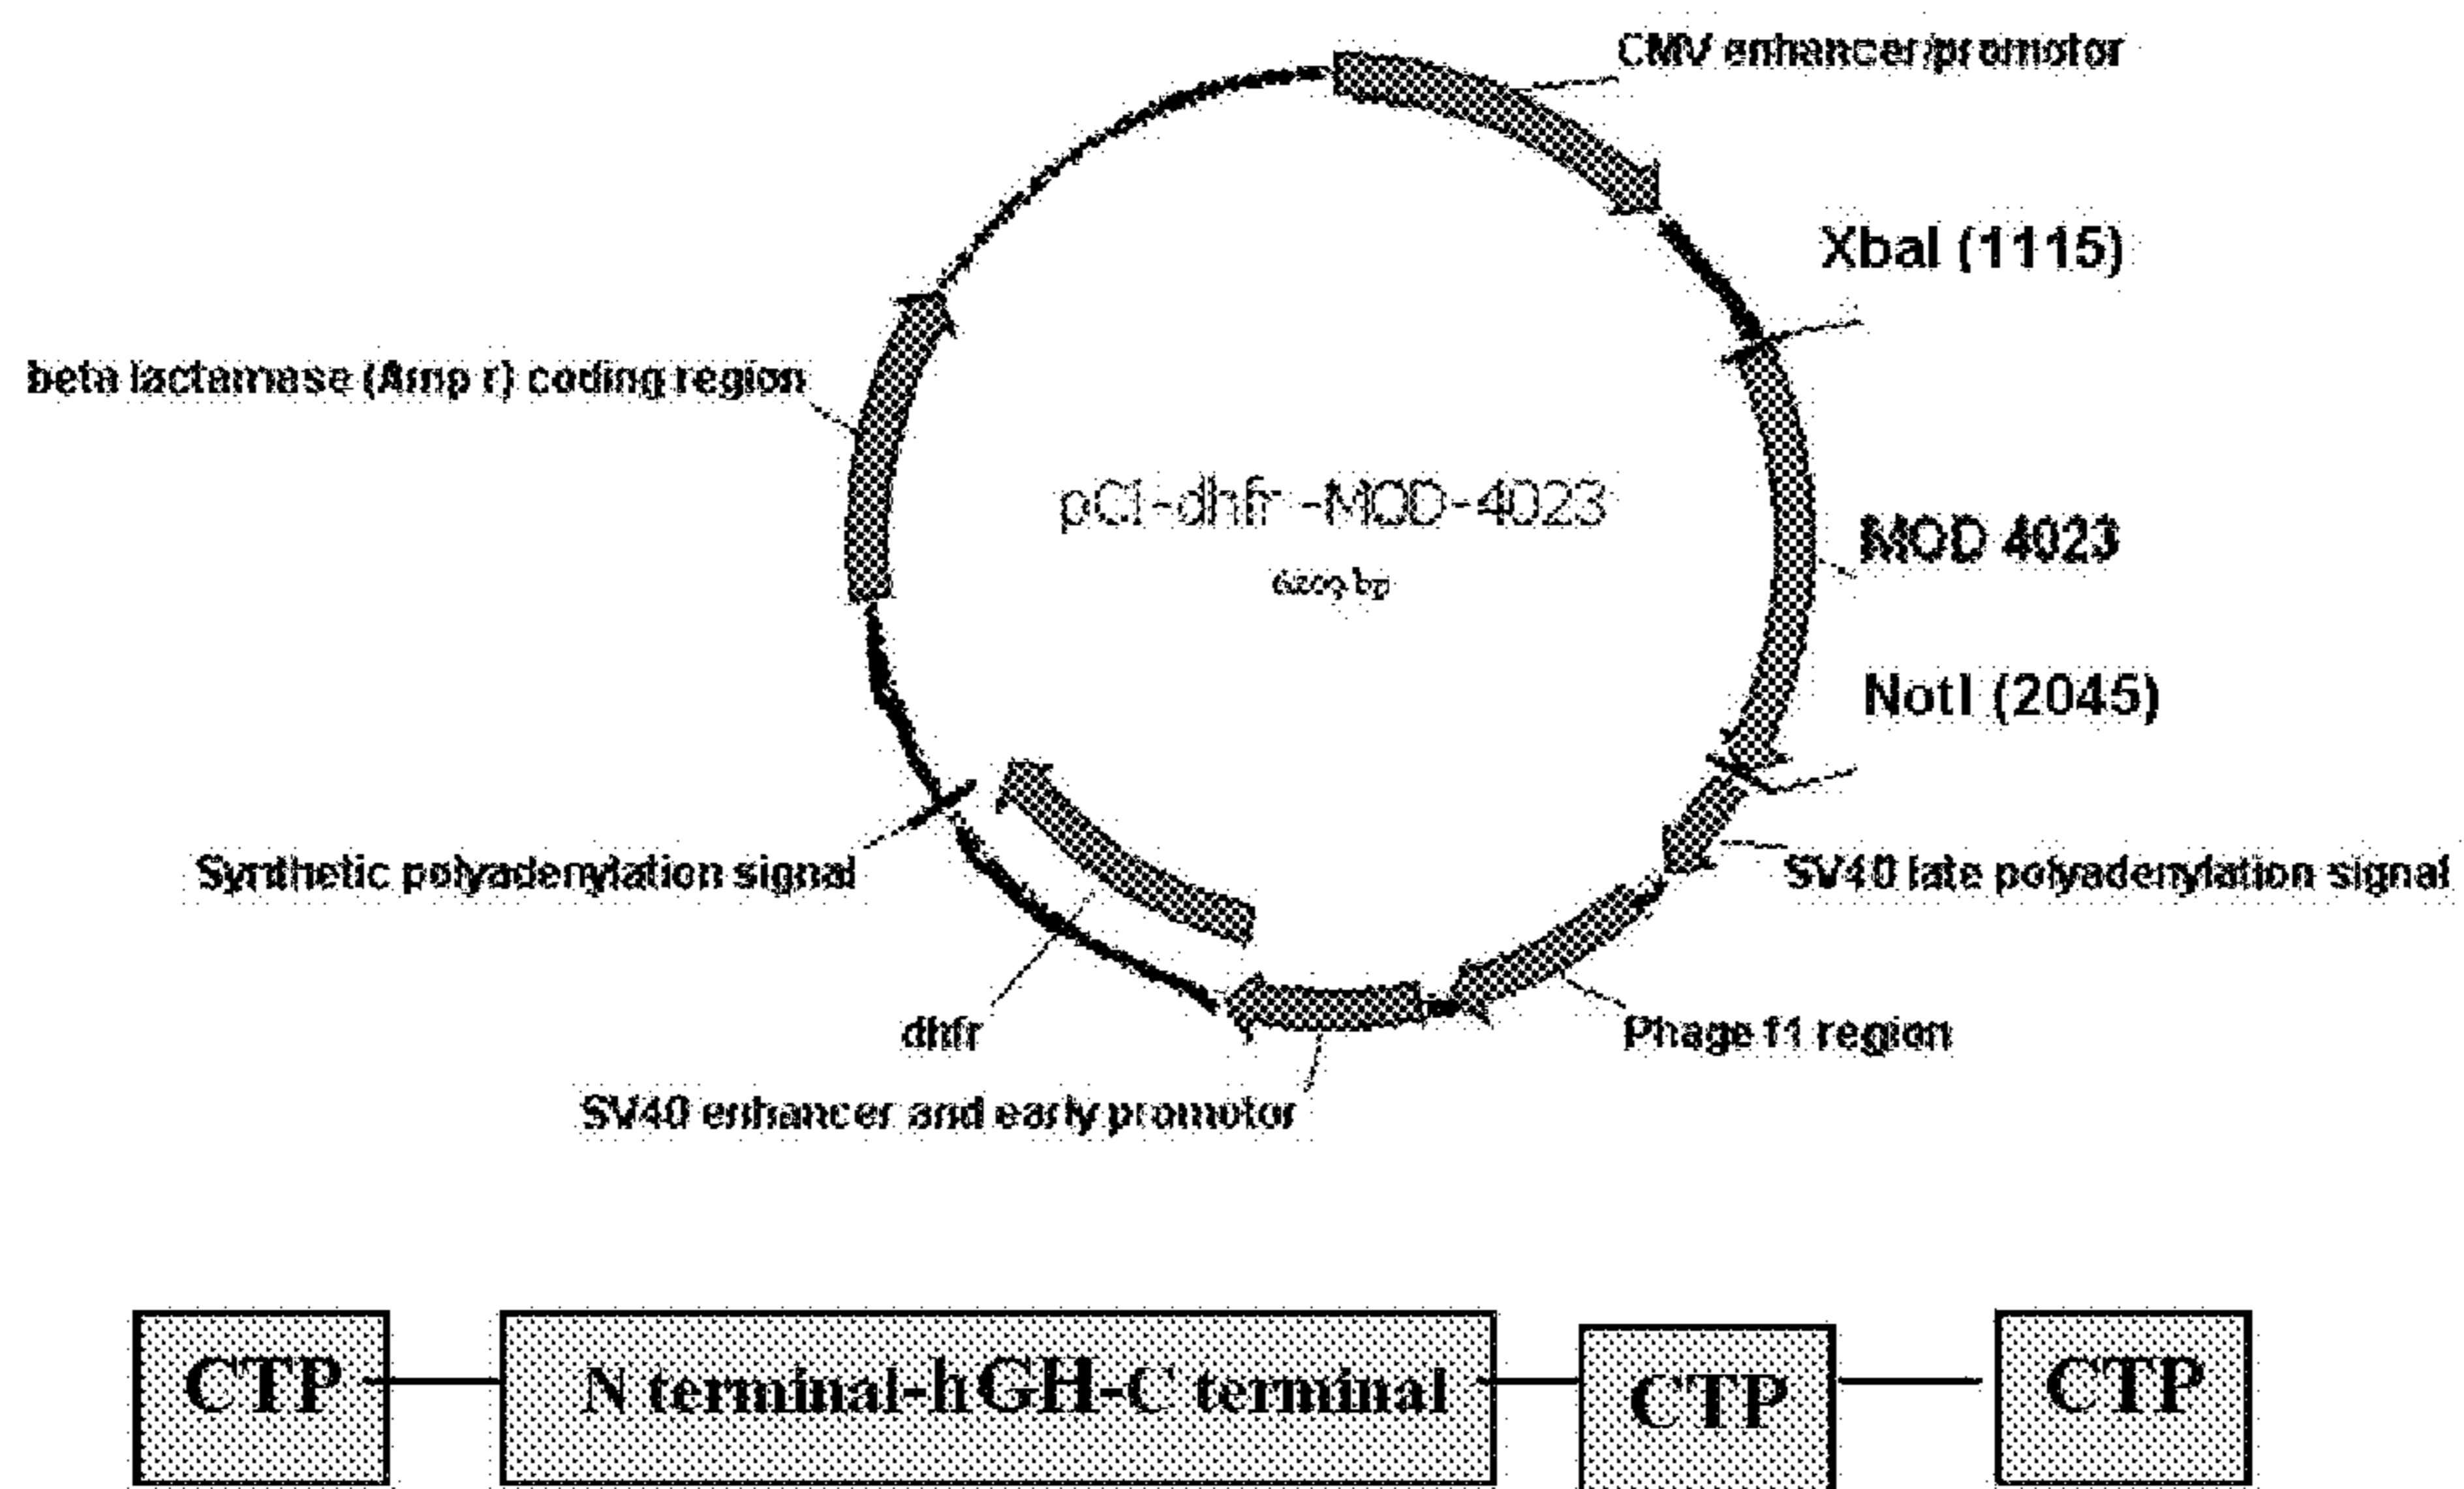 CMV enhancer/promotor
XbaI (1115)
beta lactamase (Amp r) coding region
pCI-dhfr -MOD-4023
6209 bp
MOD 4023
NotI (2045)
Synthetic polyadenylation signal
SV40 late polyadenylation signal
dhfr
Phage f1 region
SV40 enhancer and early promotor
CTP
N terminal-hGH-C terminal
CTP
CTP